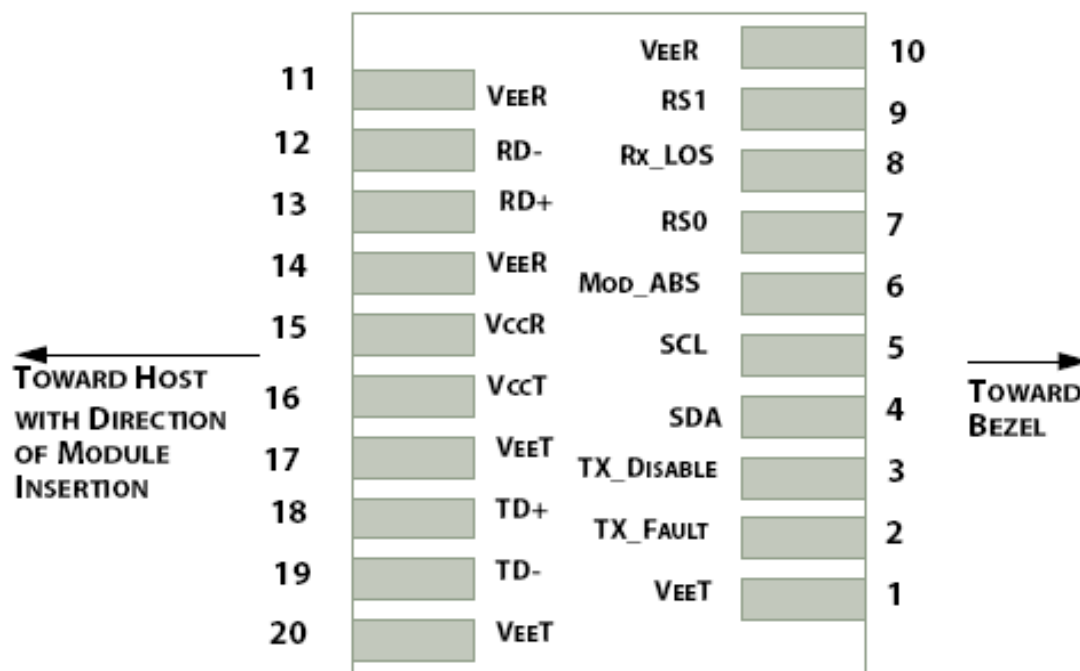 11 VEER
12 RD-
13 RD+
14 VEER
15 VCCR
16 VCCT
17 VEET
18 TD+
19 TD-
20 VEET
VEER 10
RS1 9
RX_LOS 8
RS0 7
MOD_ABS 6
SCL 5
SDA 4
TX_DISABLE 3
TX_FAULT 2
VEET 1
TOWARD HOST
WITH DIRECTION
OF MODULE
INSERTION
TOWARD
BEZEL